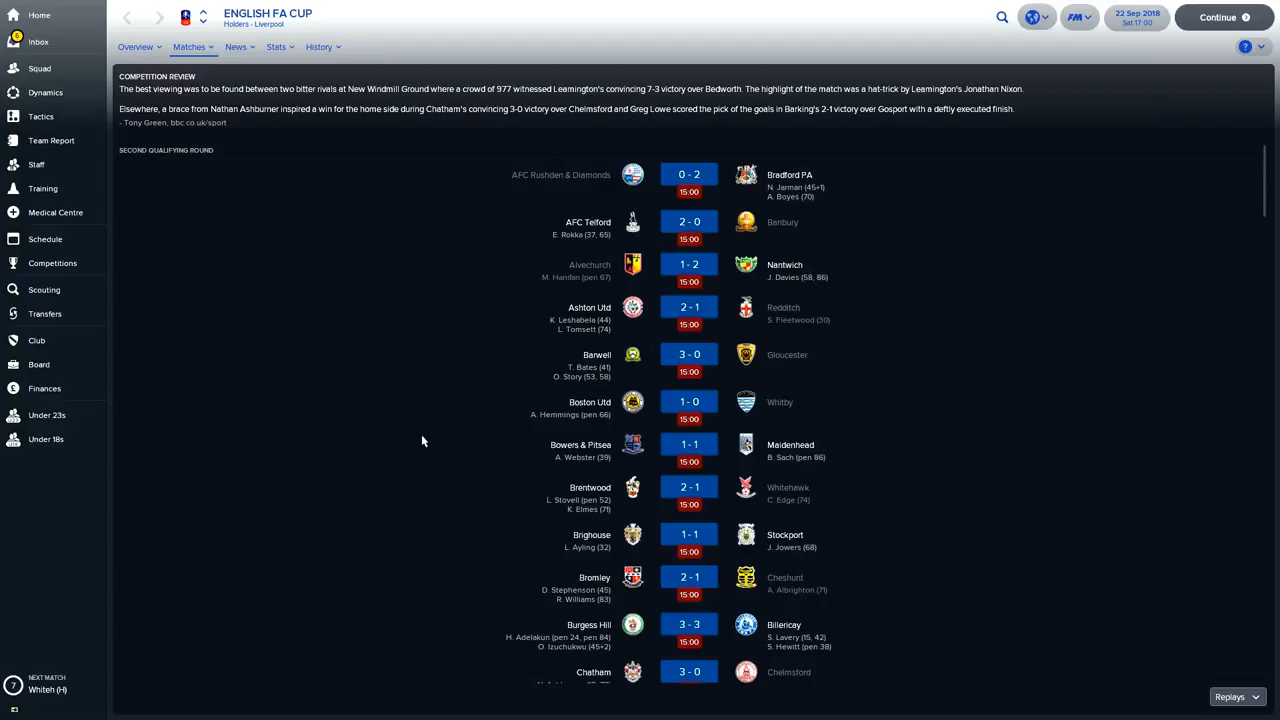 Home
ENGLISH FA CUP
Holders - Liverpool
22 Sep 2018
Sat 17:00
FM
Continue
6
Inbox
Overview
Matches
News
Stats
History
?
Squad
Dynamics
Tactics
Team Report
Staff
Training
Medical Centre
Schedule
Competitions
Scouting
Transfers
Club
Board
Finances
Under 23s
Under 18s
NEXT MATCH
7
Whiteh (H)
COMPETITION REVIEW
The best viewing was to be found between two bitter rivals at New Windmill Ground where a crowd of 977 witnessed Leamington's convincing 7-3 victory over Bedworth. The highlight of the match was a hat-trick by Leamington's Jonathan Nixon.
Elsewhere, a brace from Nathan Ashburner inspired a win for the home side during Chatham's convincing 3-0 victory over Chelmsford and Greg Lowe scored the pick of the goals in Barking's 2-1 victory over Gosport with a deftly executed finish.
- Tony Green, bbc.co.uk/sport
SECOND QUALIFYING ROUND
AFC Rushden & Diamonds 0 - 2 Bradford PA
15:00 N. Jarman (45+1)
A. Boyes (70)
AFC Telford 2 - 0 Banbury
E. Rokka (37, 65) 15:00
Alvechurch 1 - 2 Nantwich
M. Hanifan (pen 67) 15:00 J. Davies (58, 86)
Ashton Utd 2 - 1 Redditch
K. Leshabela (44) 15:00 S. Fleetwood (30)
L. Tomsett (74)
Barwell 3 - 0 Gloucester
T. Bates (41) 15:00
O. Story (53, 58)
Boston Utd 1 - 0 Whitby
A. Hemmings (pen 66) 15:00
Bowers & Pitsea 1 - 1 Maidenhead
A. Webster (39) 15:00 B. Sach (pen 86)
Brentwood 2 - 1 Whitehawk
L. Stovell (pen 52) 15:00 C. Edge (74)
K. Elmes (71)
Brighouse 1 - 1 Stockport
L. Ayling (32) 15:00 J. Jowers (68)
Bromley 2 - 1 Cheshunt
D. Stephenson (45) 15:00 A. Albrighton (71)
R. Williams (83)
Burgess Hill 3 - 3 Billericay
H. Adelakun (pen 24, pen 84) 15:00 S. Lavery (15, 42)
O. Izuchukwu (45+2) S. Hewitt (pen 38)
Chatham 3 - 0 Chelmsford
Replays